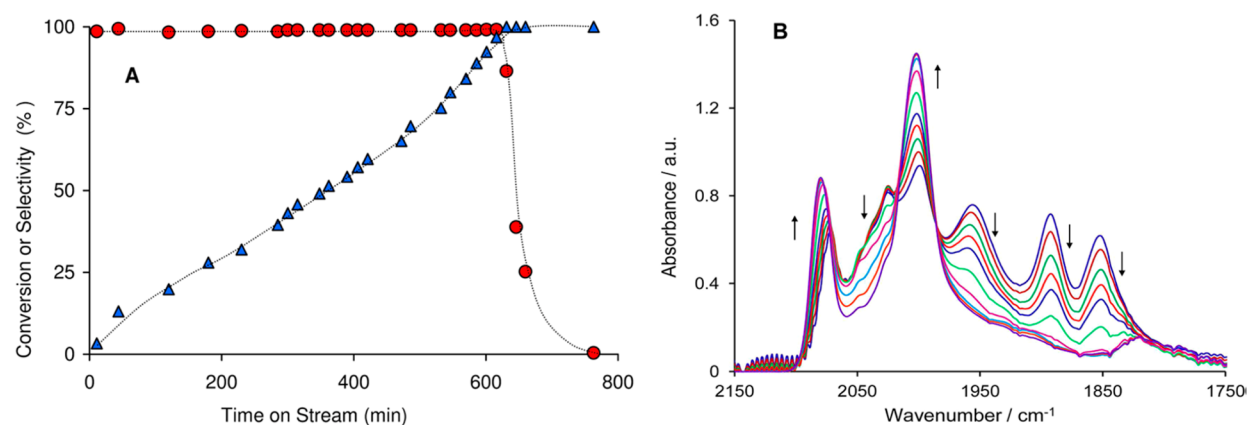 A
Conversion or Selectivity (%)
100
75
50
25
0
0 200 400 600 800
Time on Stream (min)
B
Absorbance / a.u.
1.6
1.2
0.8
0.4
0
2150 2050 1950 1850 1750
Wavenumber / cm-1